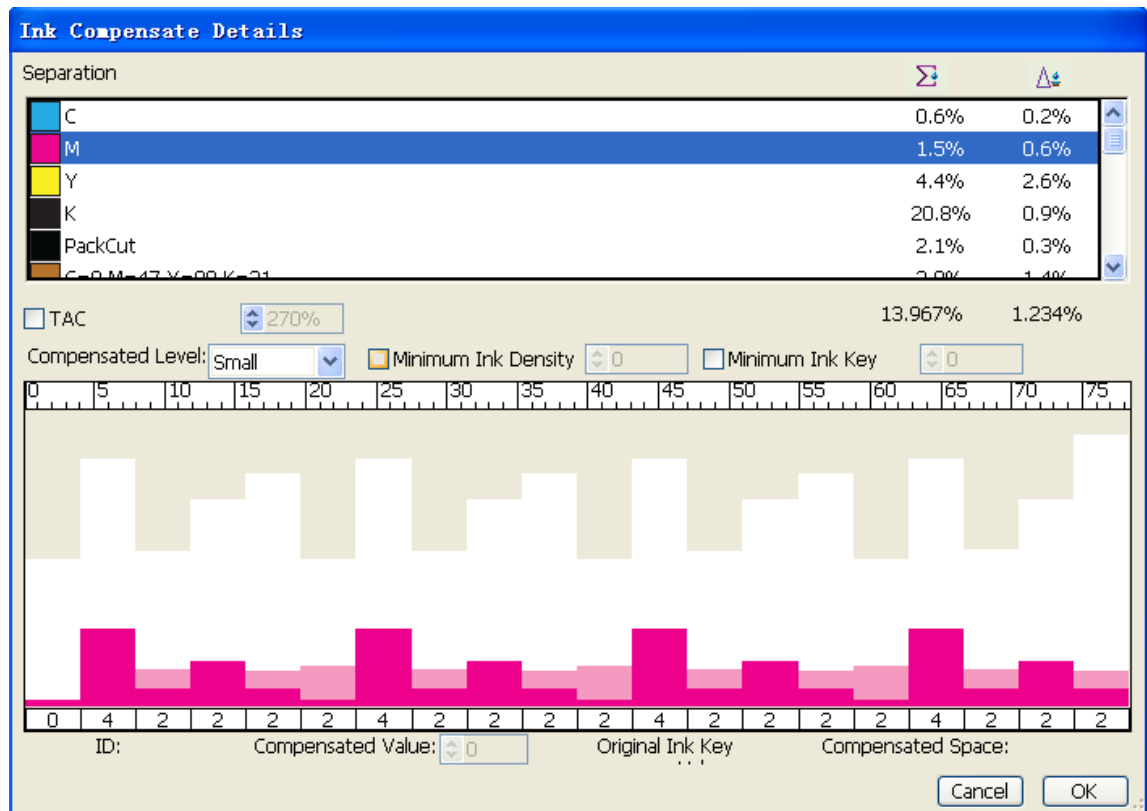 Ink Compensate Details
Separation
C 0.6% 0.2%
M 1.5% 0.6%
Y 4.4% 2.6%
K 20.8% 0.9%
PackCut 2.1% 0.3%
TAC 270% 13.967% 1.234%
Compensated Level: Small Minimum Ink Density 0 Minimum Ink Key 0
0 5 10 15 20 25 30 35 40 45 50 55 60 65 70 75
0 4 2 2 2 2 4 2 2 2 2 4 2 2 2 2 4 2 2 2
ID: Compensated Value: 0 Original Ink Key Compensated Space:
Cancel OK